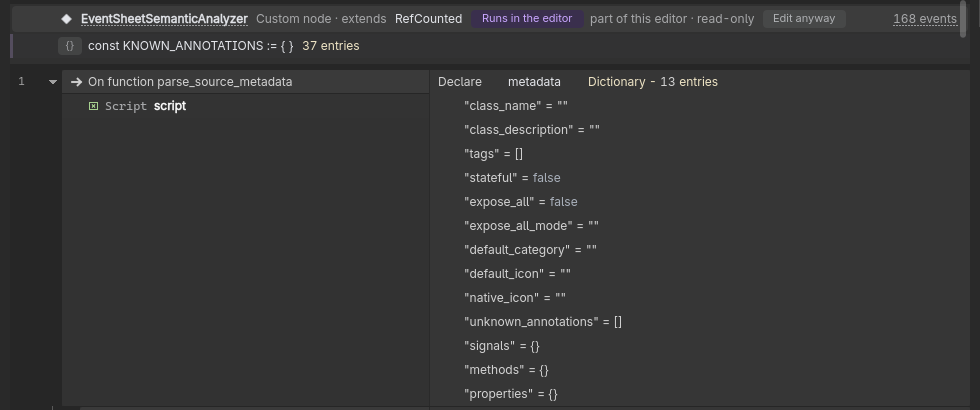 EventSheetSemanticAnalyzer Custom node · extends RefCounted Runs in the editor part of this editor · read-only Edit anyway 168 events
{} const KNOWN_ANNOTATIONS := { } 37 entries
1 → On function parse_source_metadata Declare metadata Dictionary - 13 entries
Script script "class_name" = ""
"class_description" = ""
"tags" = []
"stateful" = false
"expose_all" = false
"expose_all_mode" = ""
"default_category" = ""
"default_icon" = ""
"native_icon" = ""
"unknown_annotations" = []
"signals" = {}
"methods" = {}
"properties" = {}